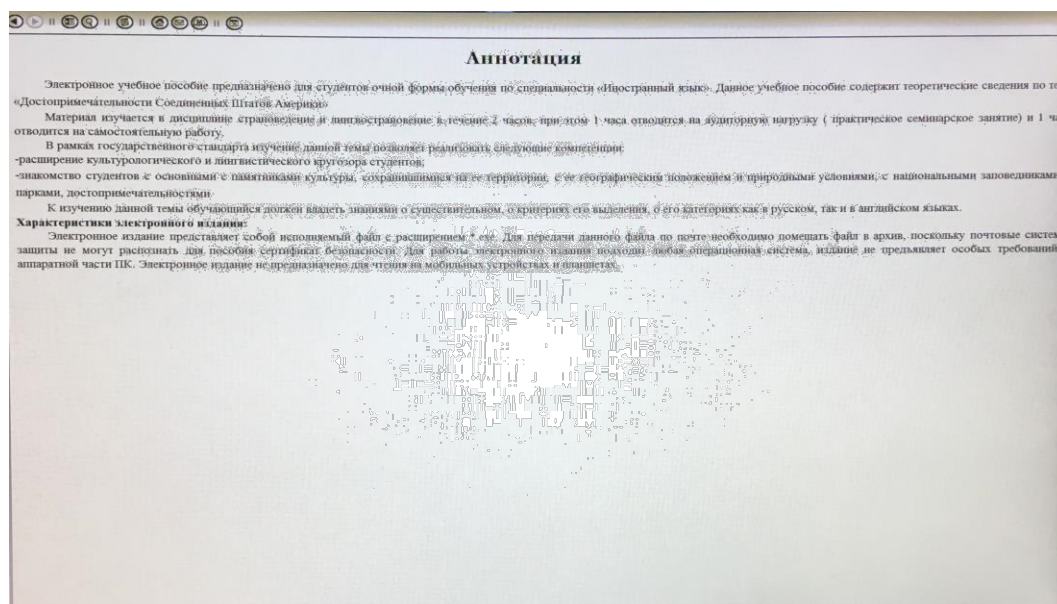 Аннотация
Электронное учебное пособие предназначено для студентов очной формы обучения по специальности «Иностранный язык». Данное учебное пособие содержит теоретические сведения по
«Достопримечательности Соединенных Штатов Америки»
Материал изучается в дисциплине страноведение и лингвострановение в течение 2 часов, при этом 1 часа отводится на аудиторную нагрузку ( практическое семинарское занятие) и 1
отводится на самостоятельную работу.
В рамках государственного стандарта изучение данной темы позволяет реализовать следующие компетенции:
-расширение культурологического и лингвистического кругозора студентов;
-знакомство студентов с основными с памятниками культуры, сохранившимися на ее территории, с ее географическим положением и природными условиями, с национальными заповедниками
парками, достопримечательностями
К изучению данной темы обучающийся должен владеть знаниями о существительном, о критериях его выделения, о его категориях как в русском, так и в английском языках.
Характеристики электронного издания:
Электронное издание представляет собой исполняемый файл с расширением *.exe. Для передачи данного файла по почте необходимо помещать файл в архив, поскольку почтовые
защиты не могут распознать для пособия сертификат безопасности. Для работы электронного издания подходит любая операционная система, издание не предъявляет особых требований
аппаратной части ПК. Электронное издание не предназначено для чтения на мобильных устройствах и планшетах.